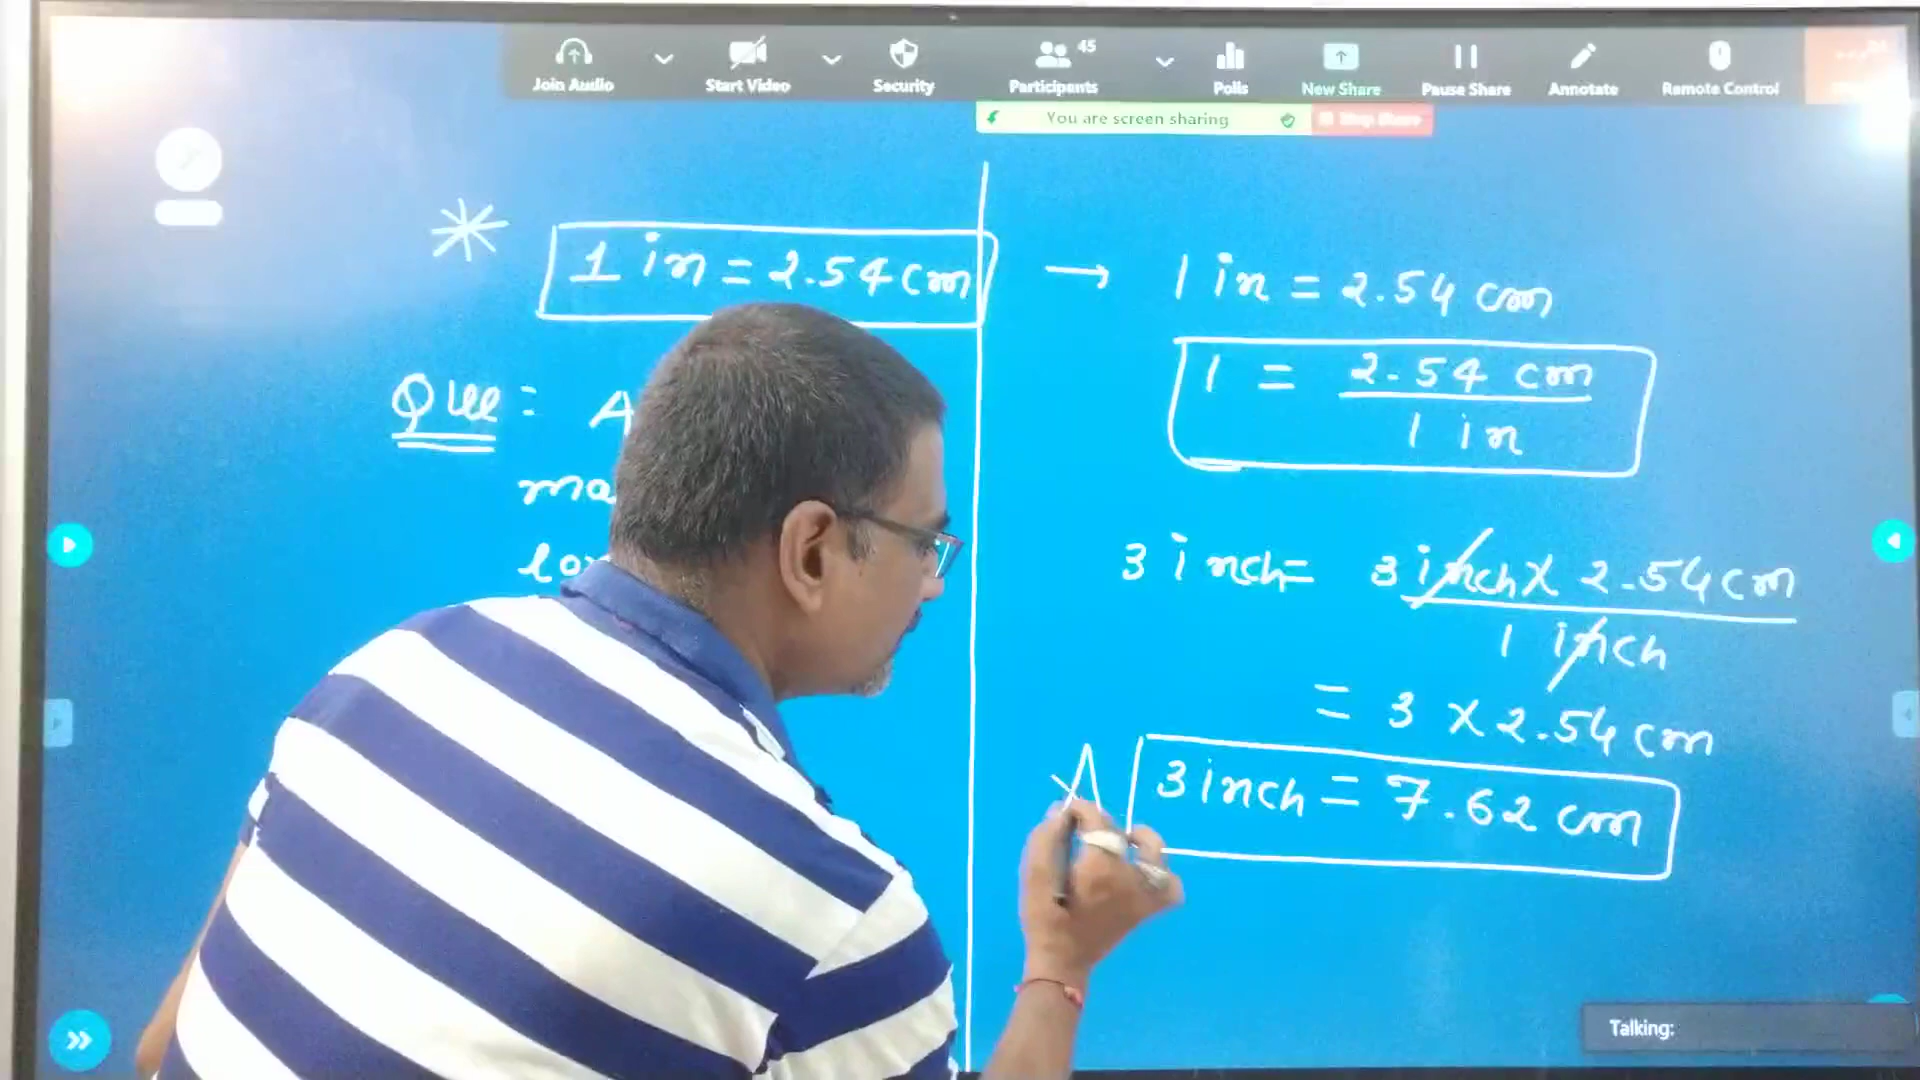 Join Audio
Start Video
Security
Participants 45
Polls
New Share
Pause Share
Annotate
Remote Control
You are screen sharing
Stop Share
1 in = 2.54 cm
Que :
→ 1 in = 2.54 cm
1 = 2.54 cm
1 in
3 inch = 3 inch x 2.54 cm
1 inch
= 3 x 2.54 cm
3 inch = 7.62 cm
Talking: